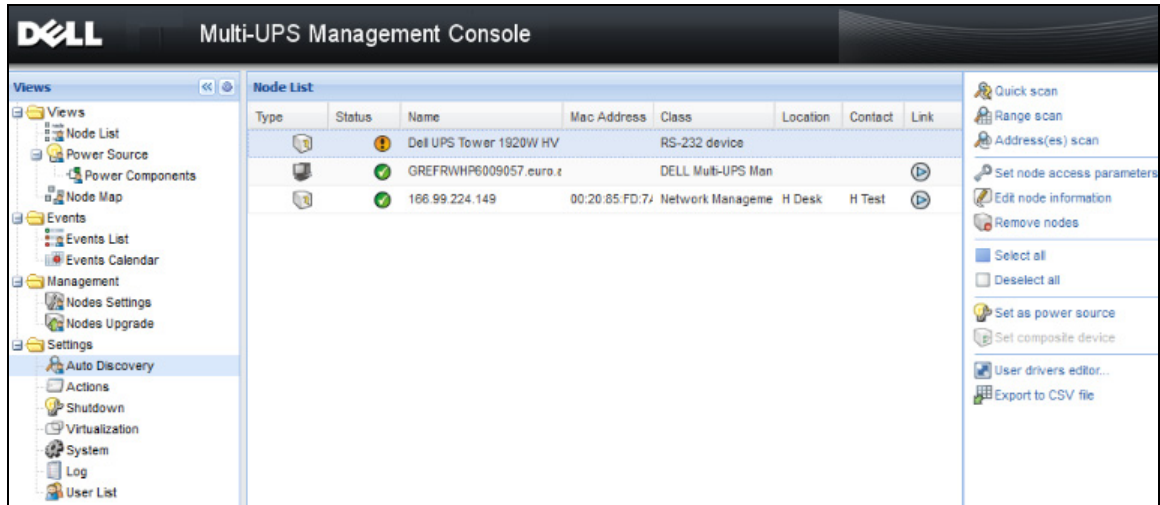 DELL Multi-UPS Management Console
Views
Views
Node List
Power Source
Power Components
Node Map
Events
Events List
Events Calendar
Management
Nodes Settings
Nodes Upgrade
Settings
Auto Discovery
Actions
Shutdown
Virtualization
System
Log
User List
Node List
Type Status Name Mac Address Class Location Contact Link
Dell UPS Tower 1920W HV RS-232 device
GREFRWHP6009057.euro.a DELL Multi-UPS Man
166.99.224.149 00:20:85:FD:7 Network Manageme H Desk H Test
Quick scan
Range scan
Address(es) scan
Set node access parameters
Edit node information
Remove nodes
Select all
Deselect all
Set as power source
Set composite device
User drivers editor...
Export to CSV file